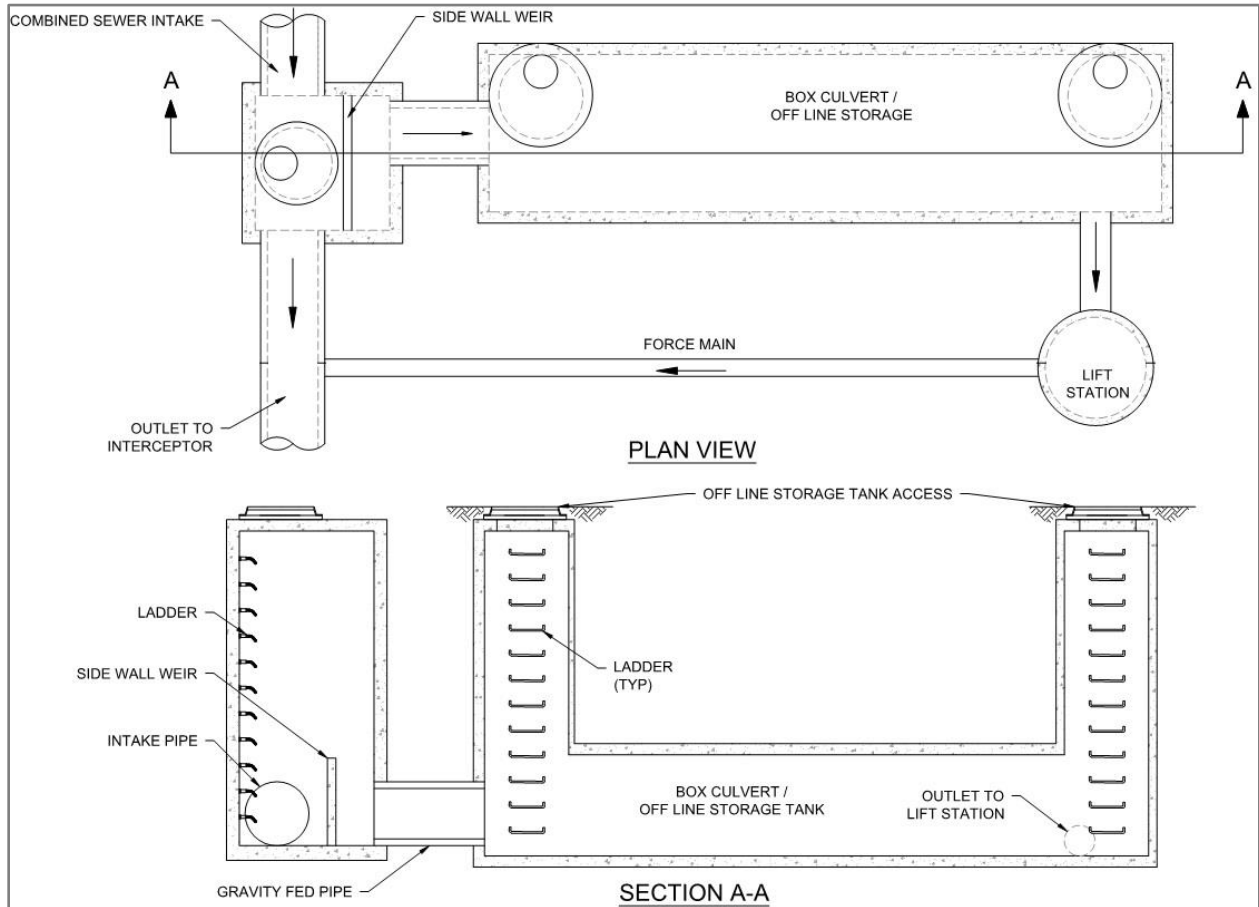 COMBINED SEWER INTAKE
SIDE WALL WEIR
A
A
BOX CULVERT /
OFF LINE STORAGE
FORCE MAIN
LIFT
STATION
OUTLET TO
INTERCEPTOR
PLAN VIEW
OFF LINE STORAGE TANK ACCESS
LADDER
LADDER
(TYP)
SIDE WALL WEIR
INTAKE PIPE
BOX CULVERT /
OFF LINE STORAGE TANK
OUTLET TO
LIFT STATION
GRAVITY FED PIPE
SECTION A-A